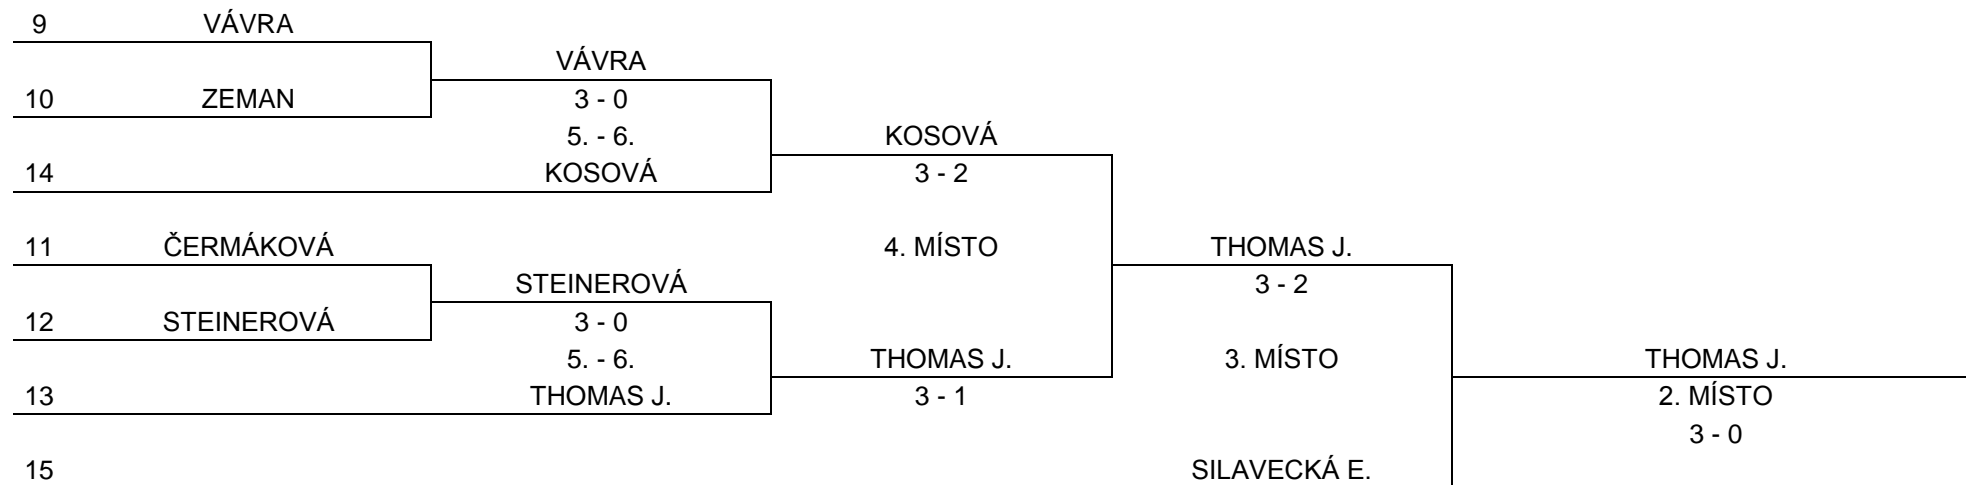 9 VÁVRA
VÁVRA
10 ZEMAN 3 - 0
5. - 6. KOSOVÁ
14 KOSOVÁ 3 - 2
11 ČERMÁKOVÁ 4. MÍSTO THOMAS J.
STEINEROVÁ 3 - 2
12 STEINEROVÁ 3 - 0
5. - 6. THOMAS J. 3. MÍSTO THOMAS J.
13 THOMAS J. 3 - 1 2. MÍSTO
3 - 0
15 SILAVECKÁ E.